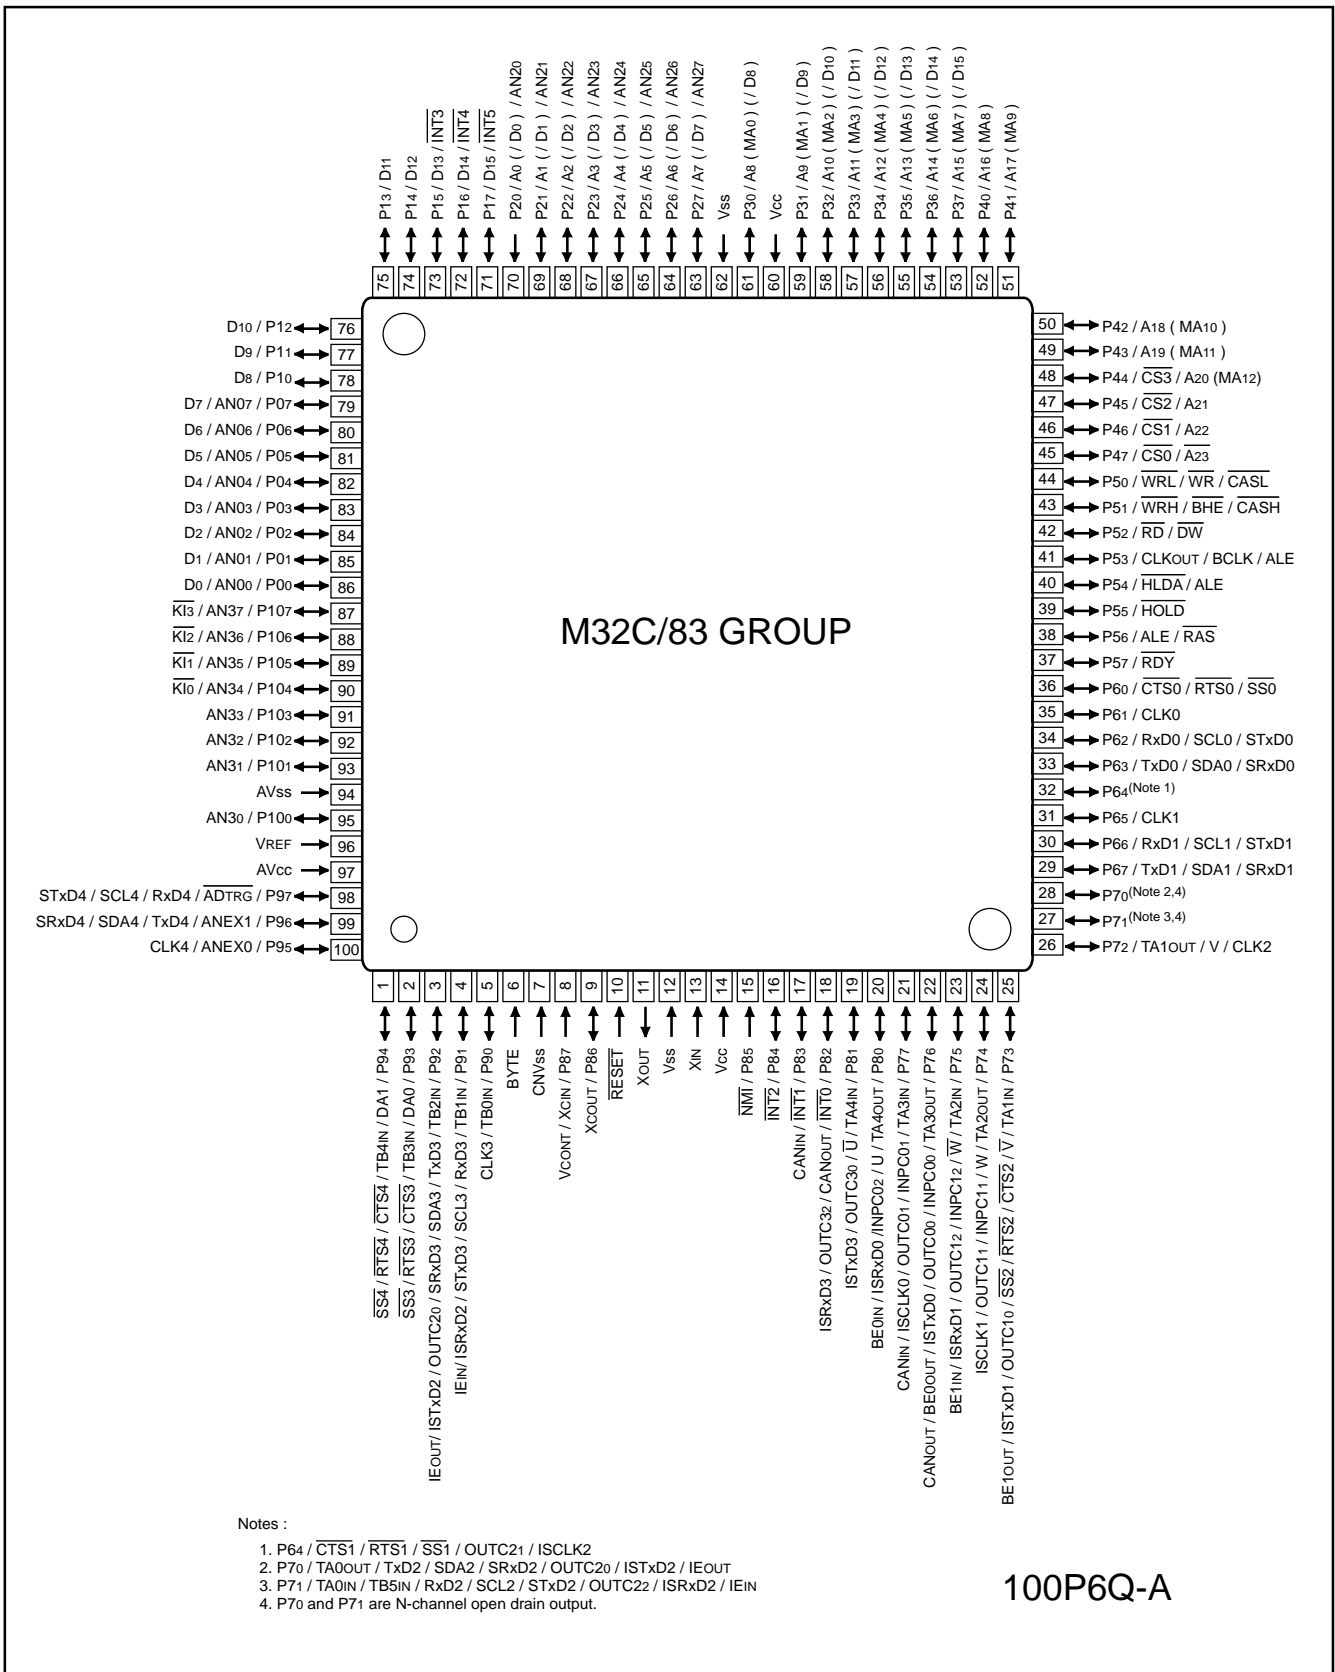 P13 / D11
P14 / D12
P15 / D13 / INT3
P16 / D14 / INT4
P17 / D15 / INT5
P20 / A0 ( / D0 ) / AN20
P21 / A1 ( / D1 ) / AN21
P22 / A2 ( / D2 ) / AN22
P23 / A3 ( / D3 ) / AN23
P24 / A4 ( / D4 ) / AN24
P25 / A5 ( / D5 ) / AN25
P26 / A6 ( / D6 ) / AN26
P27 / A7 ( / D7 ) / AN27
Vss
P30 / A8 ( MA0 ) ( / D8 )
Vcc
P31 / A9 ( MA1 ) ( / D9 )
P32 / A10 ( MA2 ) ( / D10 )
P33 / A11 ( MA3 ) ( / D11 )
P34 / A12 ( MA4 ) ( / D12 )
P35 / A13 ( MA5 ) ( / D13 )
P36 / A14 ( MA6 ) ( / D14 )
P37 / A15 ( MA7 ) ( / D15 )
P40 / A16 ( MA8 )
P41 / A17 ( MA9 )
75 74 73 72 71 70 69 68 67 66 65 64 63 62 61 60 59 58 57 56 55 54 53 52 51
D10 / P12 76
D9 / P11 77
D8 / P10 78
D7 / AN07 / P07 79
D6 / AN06 / P06 80
D5 / AN05 / P05 81
D4 / AN04 / P04 82
D3 / AN03 / P03 83
D2 / AN02 / P02 84
D1 / AN01 / P01 85
D0 / AN00 / P00 86
KI3 / AN37 / P107 87
KI2 / AN36 / P106 88
KI1 / AN35 / P105 89
KI0 / AN34 / P104 90
AN33 / P103 91
AN32 / P102 92
AN31 / P101 93
AVss 94
AN30 / P100 95
VREF 96
AVcc 97
STxD4 / SCL4 / RxD4 / ADTRG / P97 98
SRxD4 / SDA4 / TxD4 / ANEX1 / P96 99
CLK4 / ANEX0 / P95 100
M32C/83 GROUP
50 P42 / A18 ( MA10 )
49 P43 / A19 ( MA11 )
48 P44 / CS3 / A20 (MA12)
47 P45 / CS2 / A21
46 P46 / CS1 / A22
45 P47 / CS0 / A23
44 P50 / WRL / WR / CASL
43 P51 / WRH / BHE / CASH
42 P52 / RD / DW
41 P53 / CLKOUT / BCLK / ALE
40 P54 / HLDA / ALE
39 P55 / HOLD
38 P56 / ALE / RAS
37 P57 / RDY
36 P60 / CTS0 / RTS0 / SS0
35 P61 / CLK0
34 P62 / RxD0 / SCL0 / STxD0
33 P63 / TxD0 / SDA0 / SRxD0
32 P64(Note 1)
31 P65 / CLK1
30 P66 / RxD1 / SCL1 / STxD1
29 P67 / TxD1 / SDA1 / SRxD1
28 P70(Note 2,4)
27 P71(Note 3,4)
26 P72 / TA1OUT / V / CLK2
1 2 3 4 5 6 7 8 9 10 11 12 13 14 15 16 17 18 19 20 21 22 23 24 25
SS4 / RTS4 / CTS4 / TB4IN / DA1 / P94
SS3 / RTS3 / CTS3 / TB3IN / DA0 / P93
IEOUT/ ISTxD2 / OUTC20 / SRxD3 / SDA3 / TxD3 / TB2IN / P92
IEIN/ ISRxD2 / STxD3 / SCL3 / RxD3 / TB1IN / P91
CLK3 / TB0IN / P90
BYTE
CNVss
VCONT / XCIN / P87
XCOUT / P86
RESET
XOUT
Vss
XIN
Vcc
NMI / P85
INT2 / P84
CANIN / INT1 / P83
ISRxD3 / OUTC32 / CANOUT / INT0 / P82
ISTxD3 / OUTC30 / U / TA4IN / P81
BE0IN / ISRxD0 /INPC02 / U / TA4OUT / P80
CANIN / ISCLK0 / OUTC01 / INPC01 / TA3IN / P77
CANOUT / BE0OUT / ISTxD0 / OUTC00 / INPC00 / TA3OUT / P76
BE1IN / ISRxD1 / OUTC12 / INPC12 / W / TA2IN / P75
ISCLK1 / OUTC11 / INPC11 / W / TA2OUT / P74
BE1OUT / ISTxD1 / OUTC10 / SS2 / RTS2 / CTS2 / V / TA1IN / P73
Notes :
1. P64 / CTS1 / RTS1 / SS1 / OUTC21 / ISCLK2
2. P70 / TA0OUT / TxD2 / SDA2 / SRxD2 / OUTC20 / ISTxD2 / IEOUT
3. P71 / TA0IN / TB5IN / RxD2 / SCL2 / STxD2 / OUTC22 / ISRxD2 / IEIN
4. P70 and P71 are N-channel open drain output.
100P6Q-A